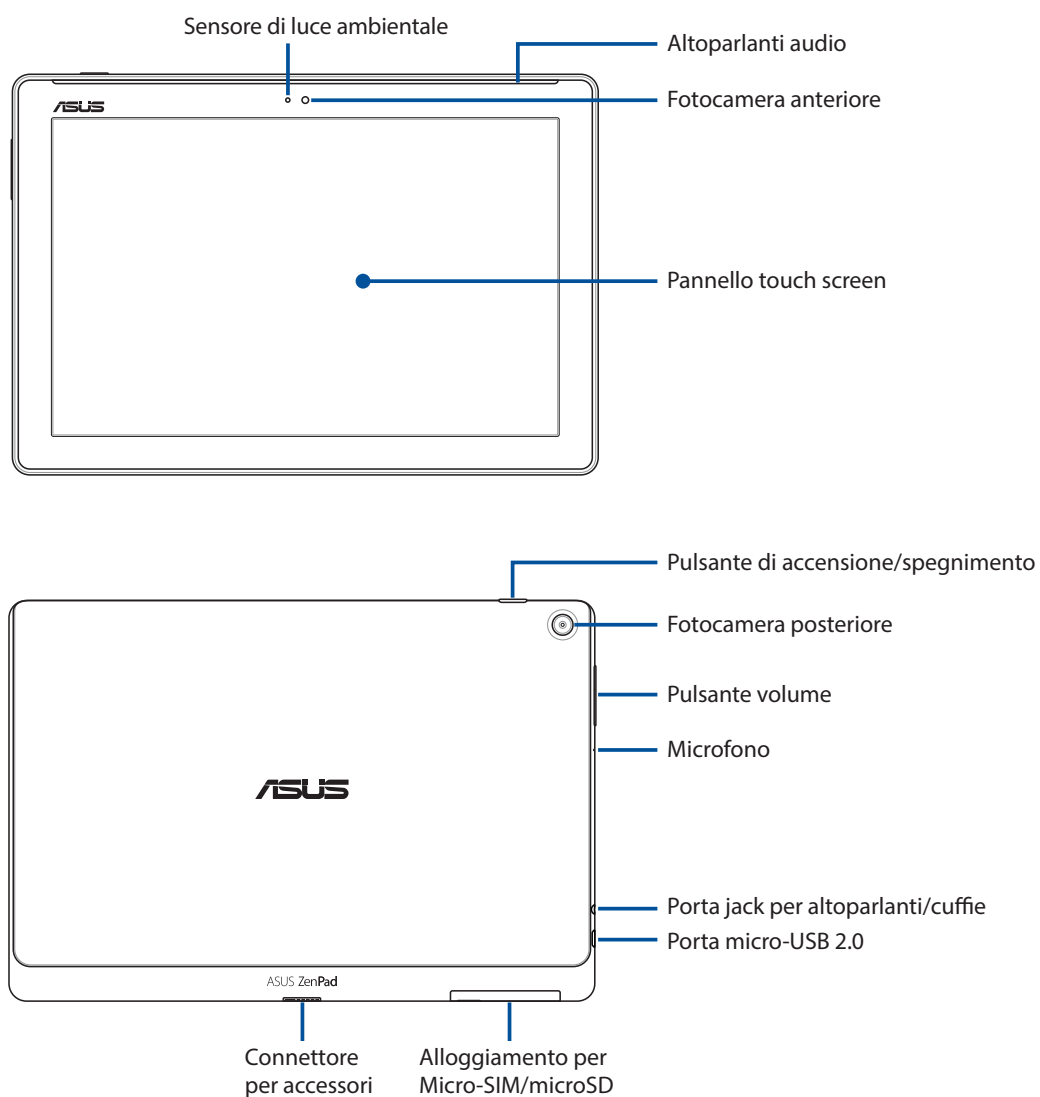 Sensore di luce ambientale
Altoparlanti audio
Fotocamera anteriore
ASUS
Pannello touch screen
Pulsante di accensione/spegnimento
Fotocamera posteriore
Pulsante volume
Microfono
ASUS
Porta jack per altoparlanti/cuffie
Porta micro-USB 2.0
ASUS ZenPad
Connettore
per accessori
Alloggiamento per
Micro-SIM/microSD